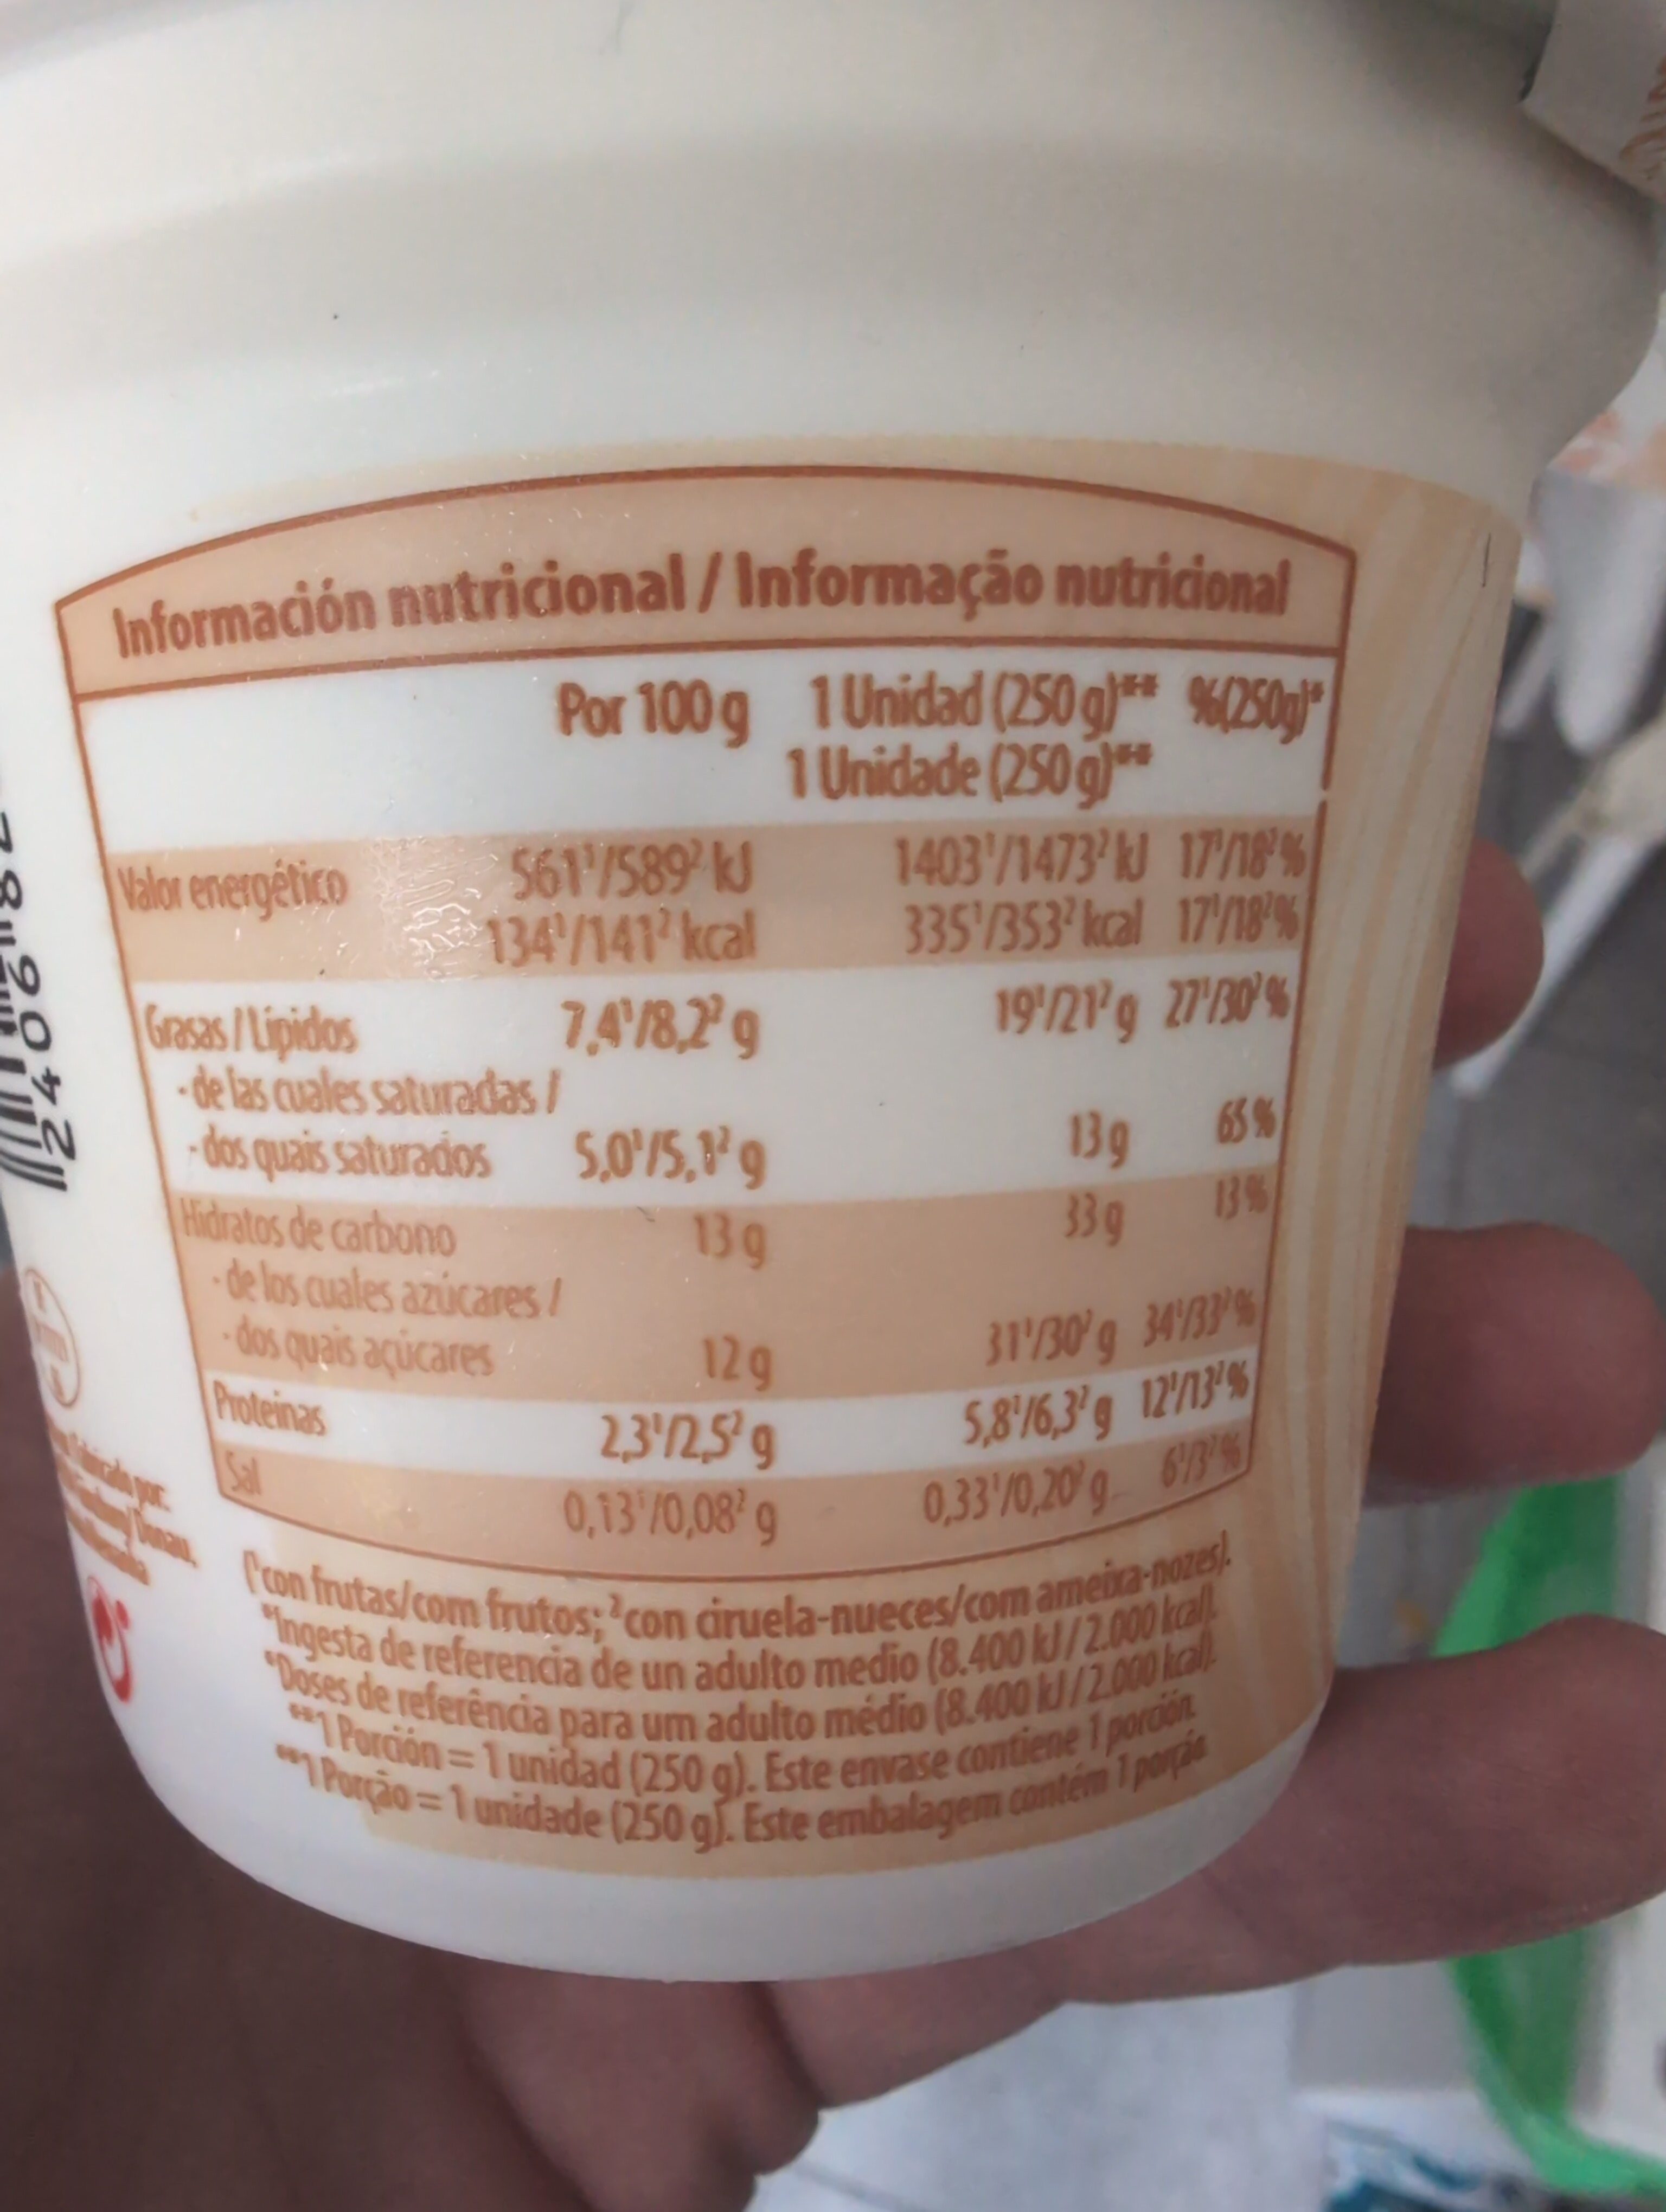 Información nutricional / Informação nutricional
Por 100 g 1 Unidad (250 g)** %(250g)*
1 Unidade (250 g)**
Valor energético 561¹/589² kJ 1403¹/1473² kJ 17¹/18² %
134¹/141² kcal 335¹/353² kcal 17¹/18² %
Grasas / Lípidos 7,4¹/8,2² g 19¹/21² g 27¹/30² %
- de las cuales saturadas /
- dos quais saturados 5,0¹/5,1² g 13 g 65 %
Hidratos de carbono 13 g 33 g 13 %
- de los cuales azúcares /
- dos quais açúcares 12 g 31¹/30² g 34¹/33² %
Proteínas 2,3¹/2,5² g 5,8¹/6,3² g 12¹/13² %
Sal 0,13¹/0,08² g 0,33¹/0,20² g 6¹/3² %
(¹con frutas/com frutos; ²con ciruela-nueces/com ameixa-nozes).
*Ingesta de referencia de un adulto medio (8.400 kJ / 2.000 kcal).
*Doses de referência para um adulto médio (8.400 kJ / 2.000 kcal).
**1 Porción = 1 unidad (250 g). Este envase contiene 1 porción.
**1 Porção = 1 unidade (250 g). Este embalagem contém 1 porção.
por:
Donau,